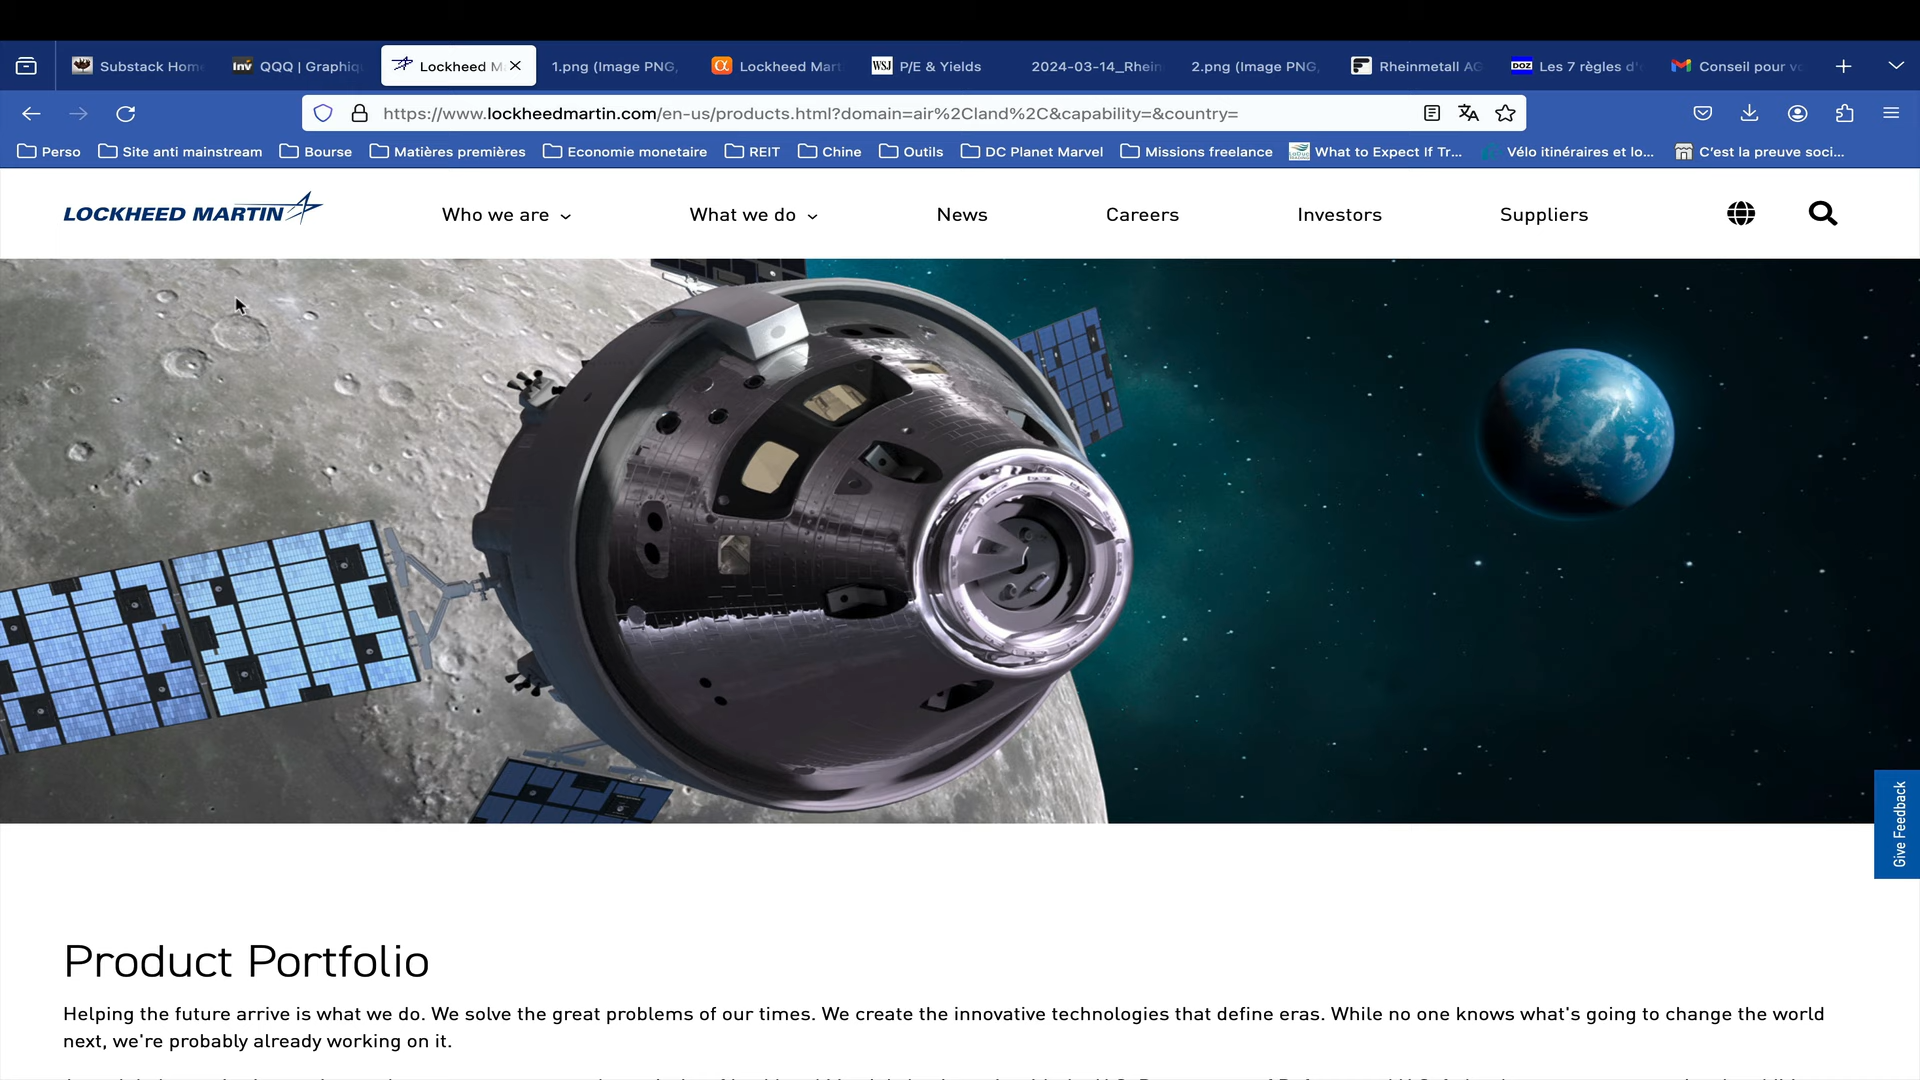 Substack Hom
Inv QQQ | Graphiq
Lockheed M
1.png (Image PNG,
α Lockheed Mart
WSJ P/E & Yields
2024-03-14_Rhein
2.png (Image PNG,
Rheinmetall AG
DOZ Les 7 règles d'
Conseil pour vo
https://www.lockheedmartin.com/en-us/products.html?domain=air%2Cland%2C&capability=&country=
Perso
Site anti mainstream
Bourse
Matières premières
Economie monetaire
REIT
Chine
Outils
DC Planet Marvel
Missions freelance
What to Expect If Tr...
Vélo itinéraires et lo...
C'est la preuve soci...
LOCKHEED MARTIN
Who we are
What we do
News
Careers
Investors
Suppliers
Give Feedback
Product Portfolio
Helping the future arrive is what we do. We solve the great problems of our times. We create the innovative technologies that define eras. While no one knows what's going to change the world
next, we're probably already working on it.